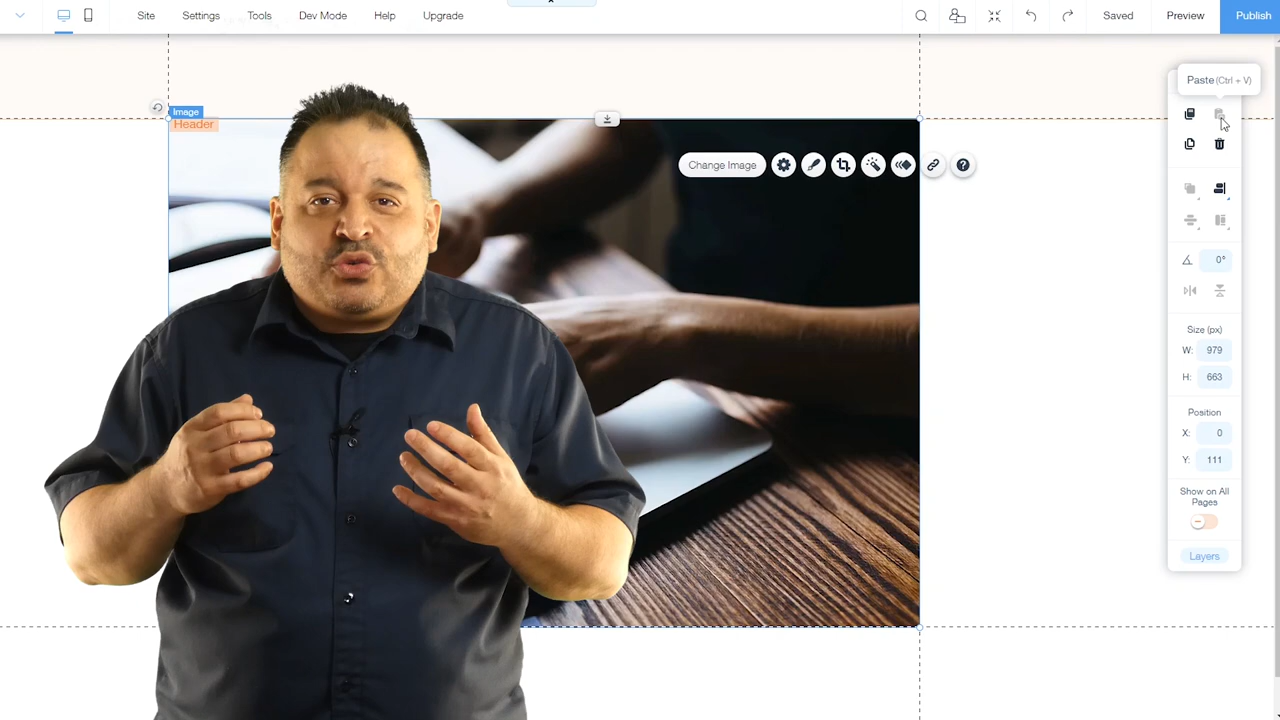 Site Settings Tools Dev Mode Help Upgrade Saved Preview Publish
Paste (Ctrl + V)
Image
Header
Change Image
0°
Size (px)
W: 979
H: 663
Position
X: 0
Y: 111
Show on All
Pages
Layers